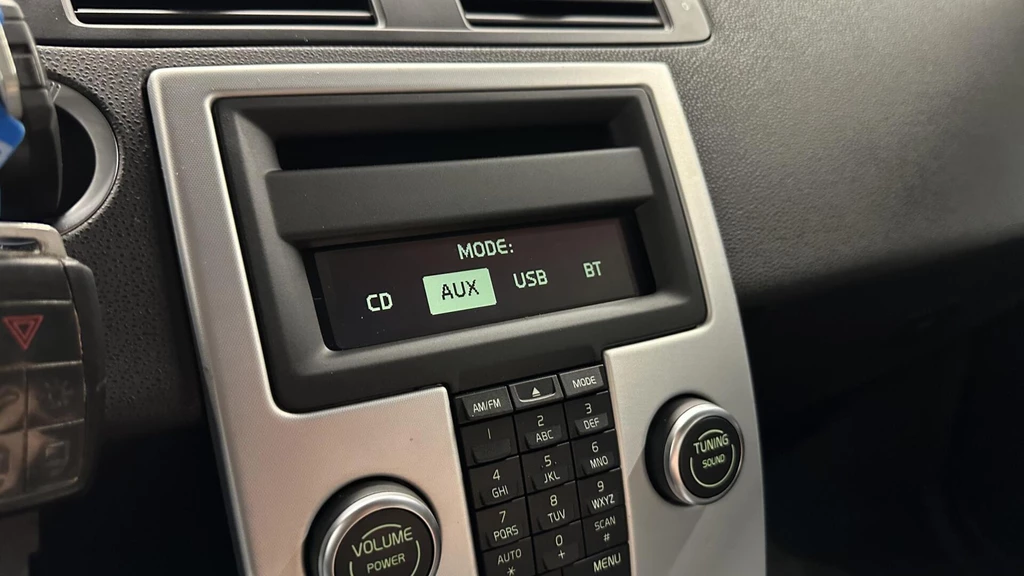 MODE:
CD AUX USB BT
AM/FM MODE
1 2 ABC 3 DEF
4 GHI 5 JKL 6 MNO
7 PQRS 8 TUV 9 WXYZ
AUTO * 0 + SCAN #
MENU
VOLUME
POWER
TUNING
SOUND